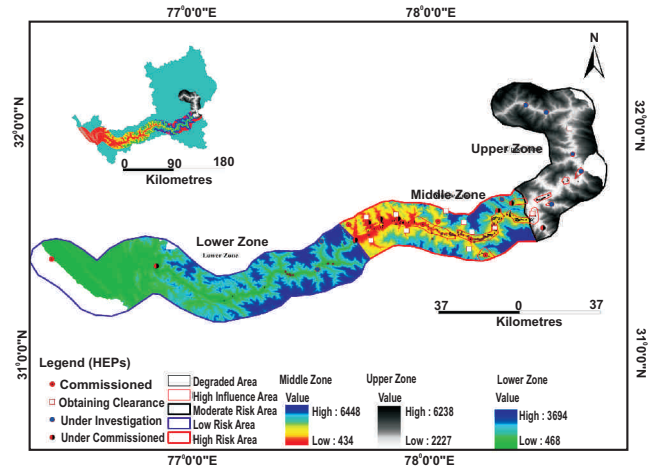 77°0'0"E 78°0'0"E
N
32°0'0"N 32°0'0"N
0 90 180
Kilometres
Upper Zone
Middle Zone
Lower Zone
Lower Zone
37 0 37
Kilometres
31°0'0"N 31°0'0"N
Legend (HEPs)
Commissioned
Obtaining Clearance
Under Investigation
Under Commissioned
Degraded Area
High Influence Area
Moderate Risk Area
Low Risk Area
High Risk Area
Middle Zone
Value
High : 6448
Low : 434
Upper Zone
Value
High : 6238
Low : 2227
Lower Zone
Value
High : 3694
Low : 468
77°0'0"E 78°0'0"E